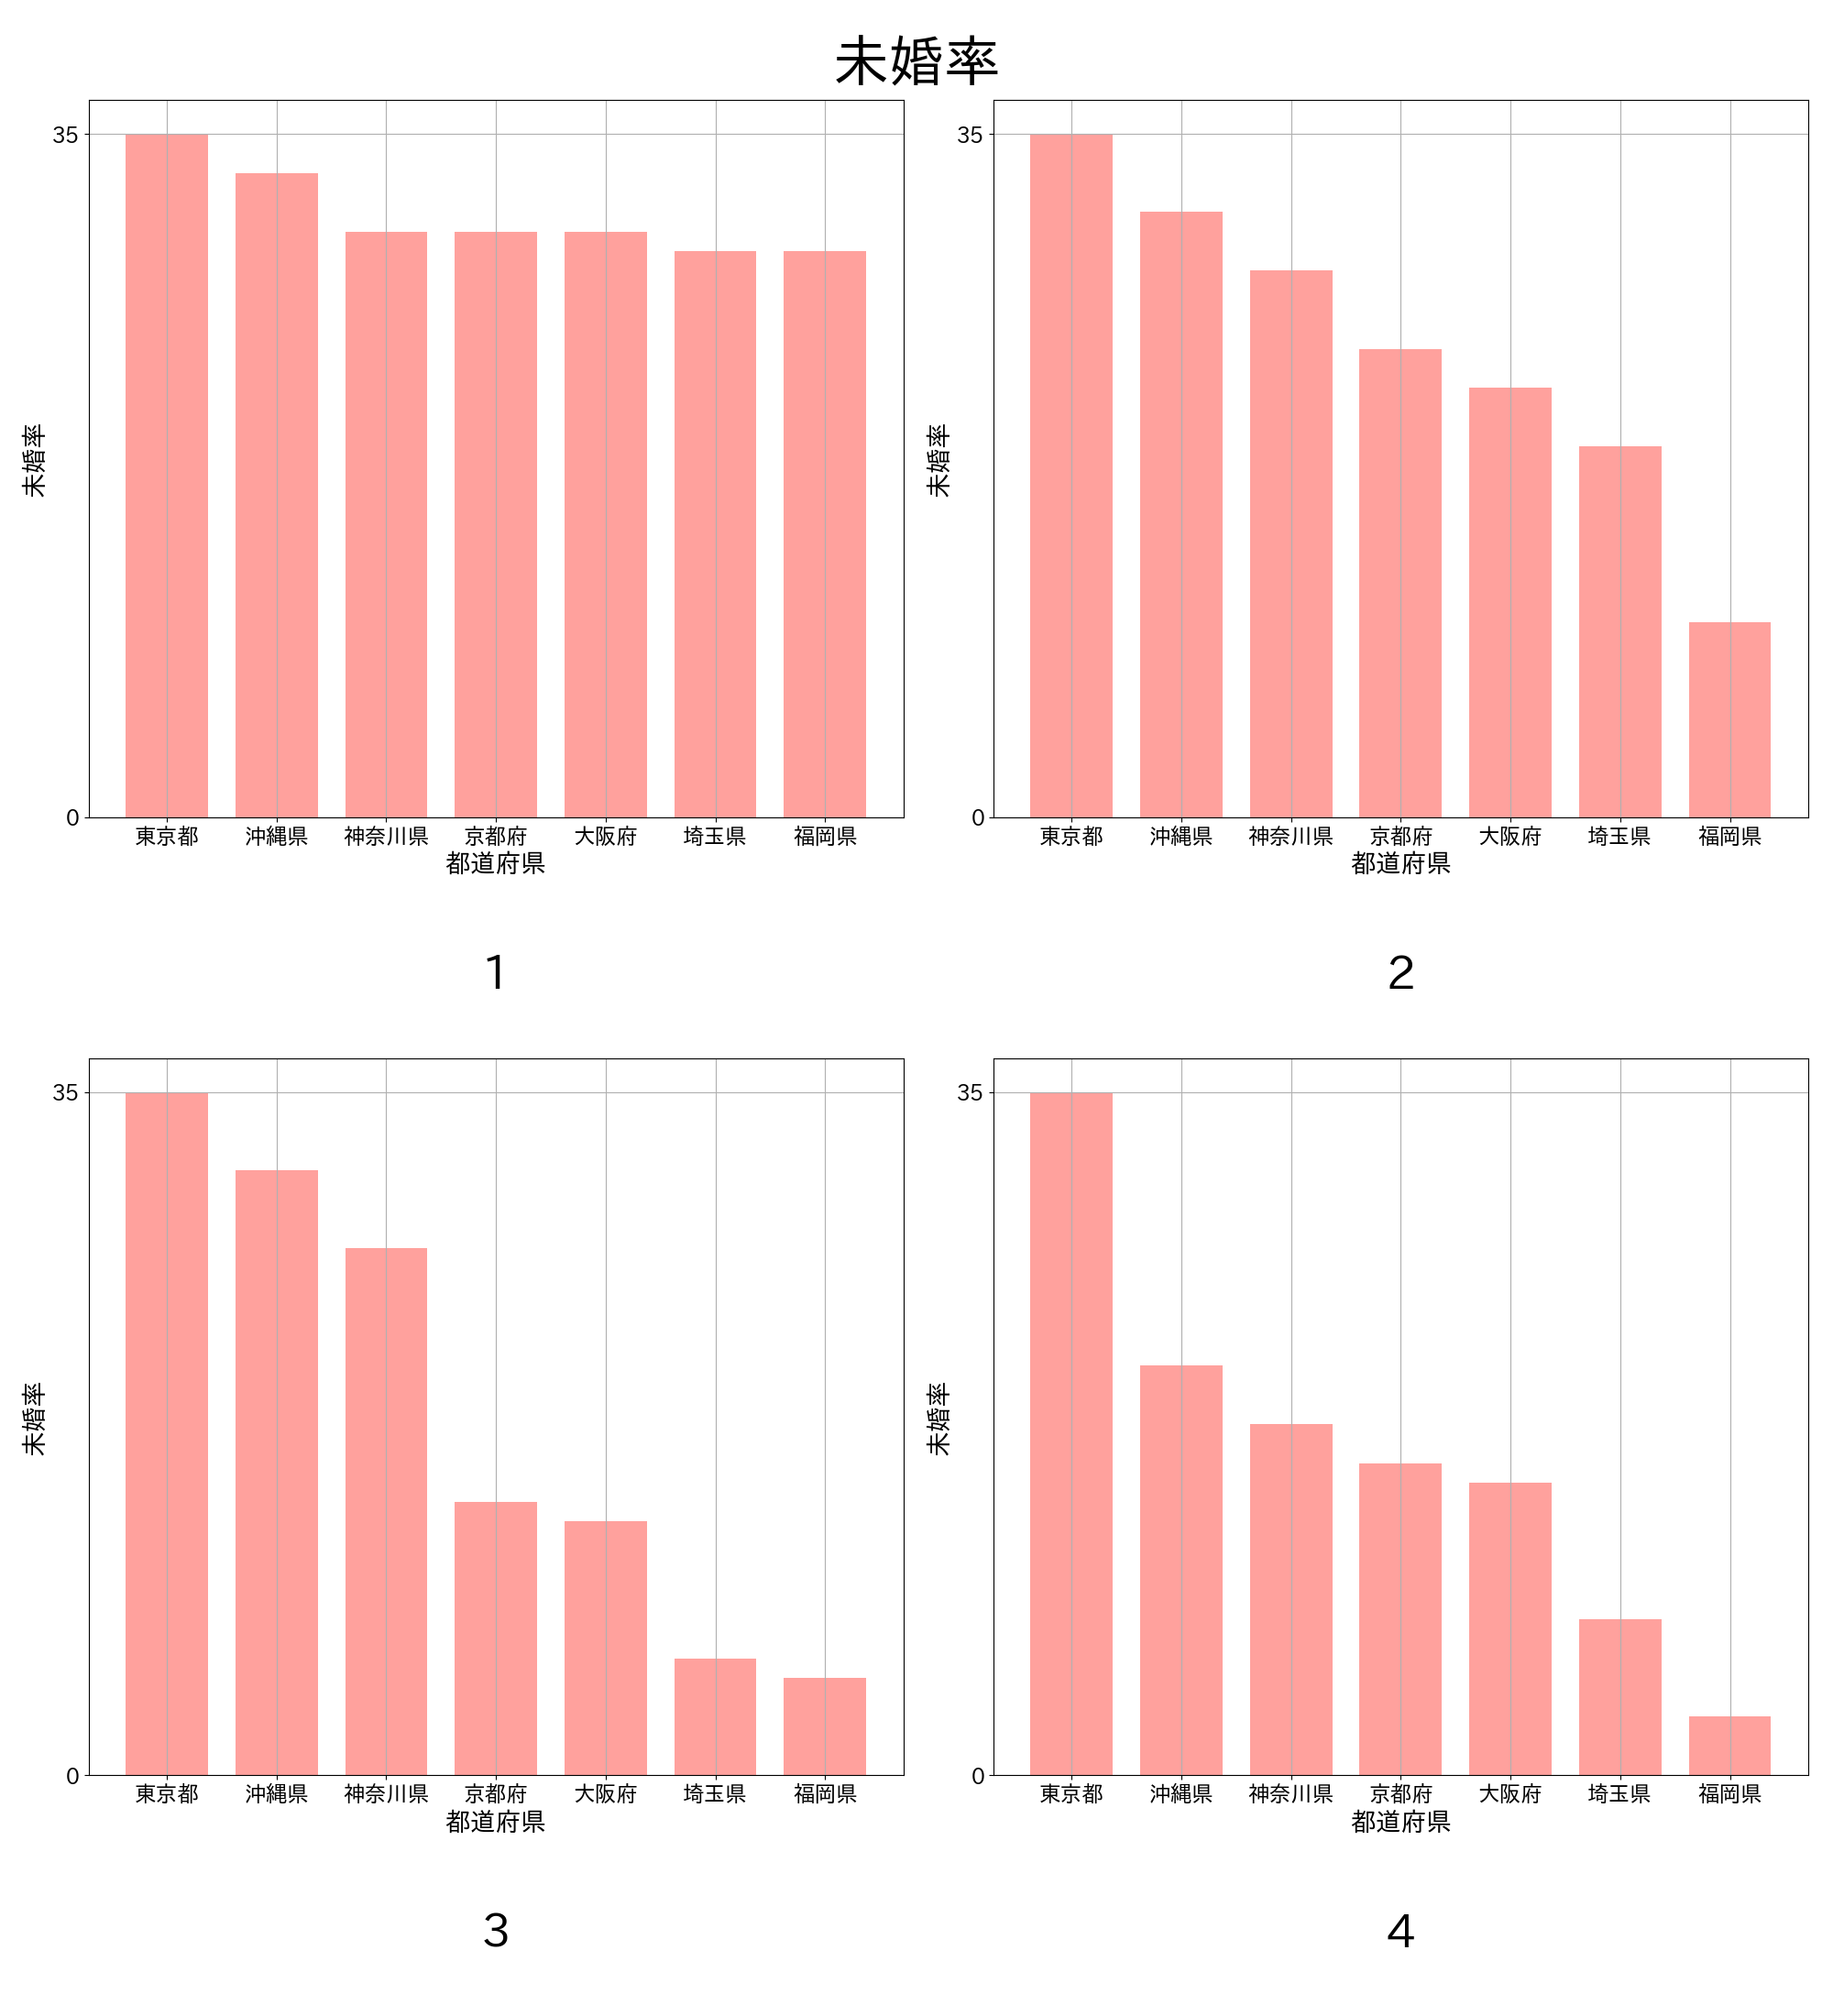 未婚率
35
0
未婚率
東京都 沖縄県 神奈川県 京都府 大阪府 埼玉県 福岡県
都道府県
1
35
0
未婚率
東京都 沖縄県 神奈川県 京都府 大阪府 埼玉県 福岡県
都道府県
2
35
0
未婚率
東京都 沖縄県 神奈川県 京都府 大阪府 埼玉県 福岡県
都道府県
3
35
0
未婚率
東京都 沖縄県 神奈川県 京都府 大阪府 埼玉県 福岡県
都道府県
4